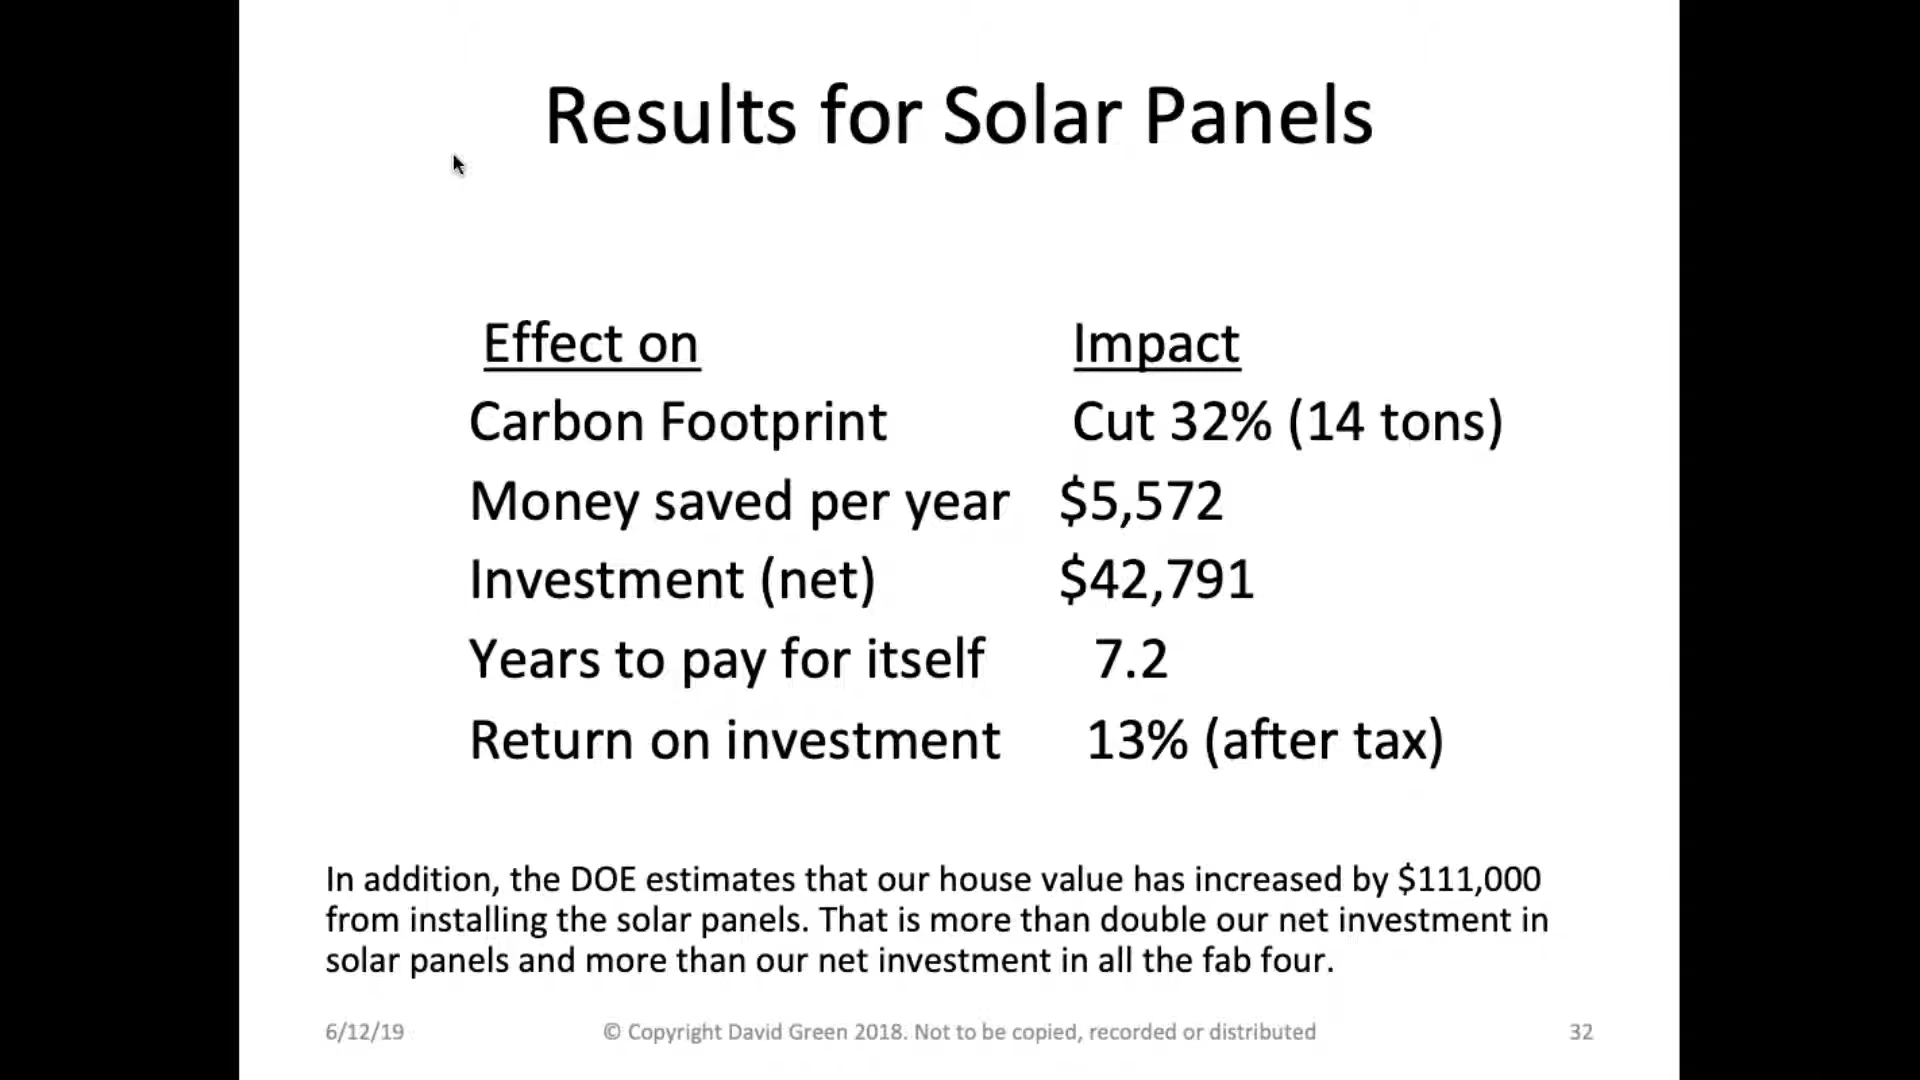 Results for Solar Panels
Effect on Impact
Carbon Footprint Cut 32% (14 tons)
Money saved per year $5,572
Investment (net) $42,791
Years to pay for itself 7.2
Return on investment 13% (after tax)
In addition, the DOE estimates that our house value has increased by $111,000
from installing the solar panels. That is more than double our net investment in
solar panels and more than our net investment in all the fab four.
6/12/19 © Copyright David Green 2018. Not to be copied, recorded or distributed 32